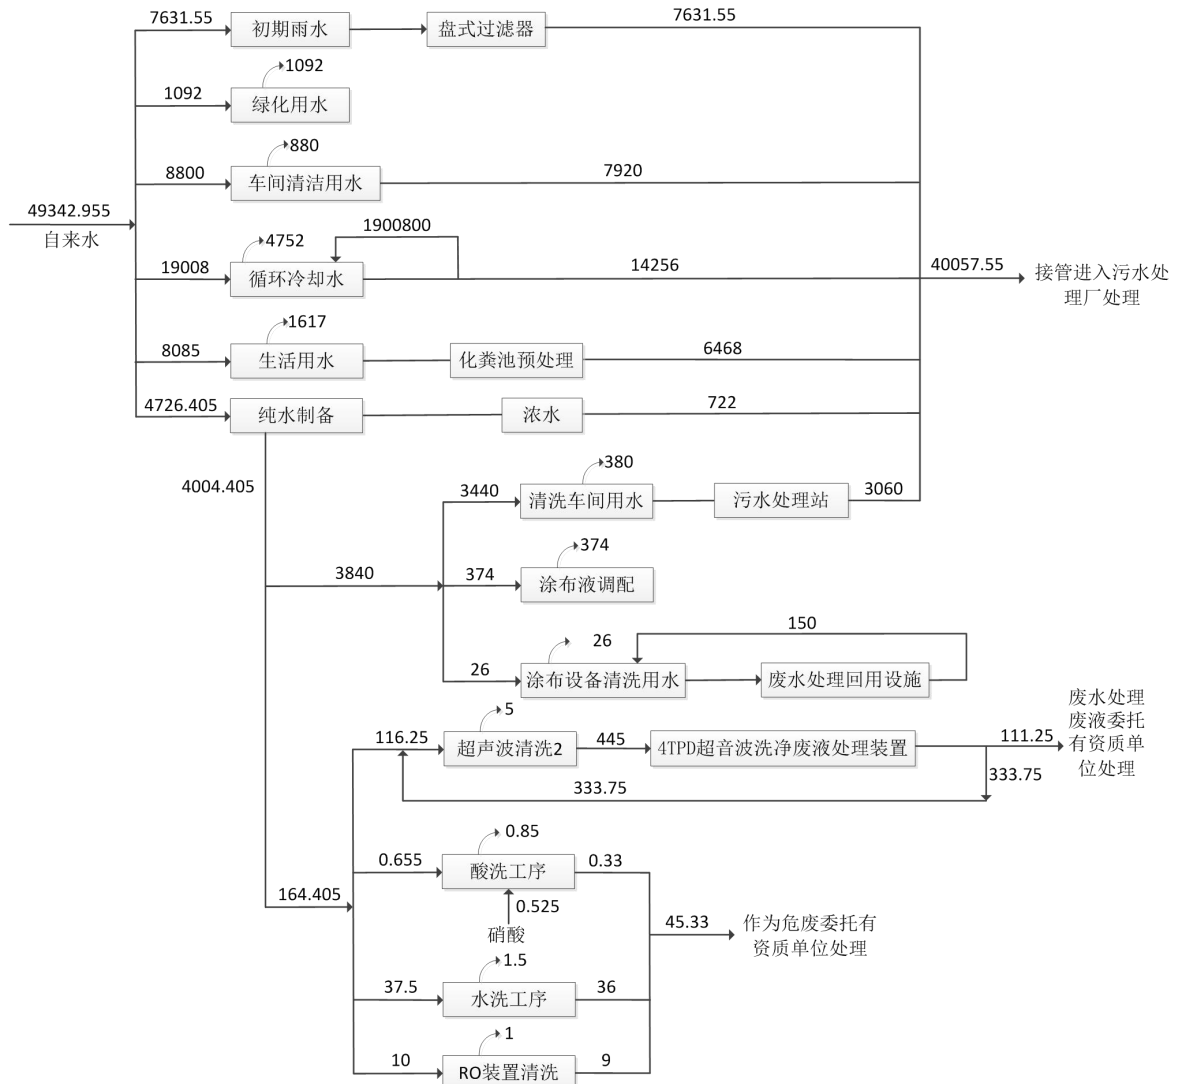 7631.55
初期雨水
盘式过滤器
7631.55
1092
1092
绿化用水
880
8800
车间清洁用水
7920
49342.955
自来水
4752
1900800
19008
循环冷却水
14256
40057.55
接管进入污水处
理厂处理
1617
8085
生活用水
化粪池预处理
6468
4726.405
纯水制备
浓水
722
4004.405
380
3440
清洗车间用水
污水处理站
3060
374
3840
374
涂布液调配
150
26
26
涂布设备清洗用水
废水处理回用设施
废水处理
废液委托
有资质单
位处理
5
116.25
超声波清洗2
445
4TPD超音波洗净废液处理装置
111.25
333.75
333.75
0.85
0.655
酸洗工序
0.33
164.405
0.525
硝酸
45.33
作为危废委托有
资质单位处理
1.5
37.5
水洗工序
36
1
10
RO装置清洗
9